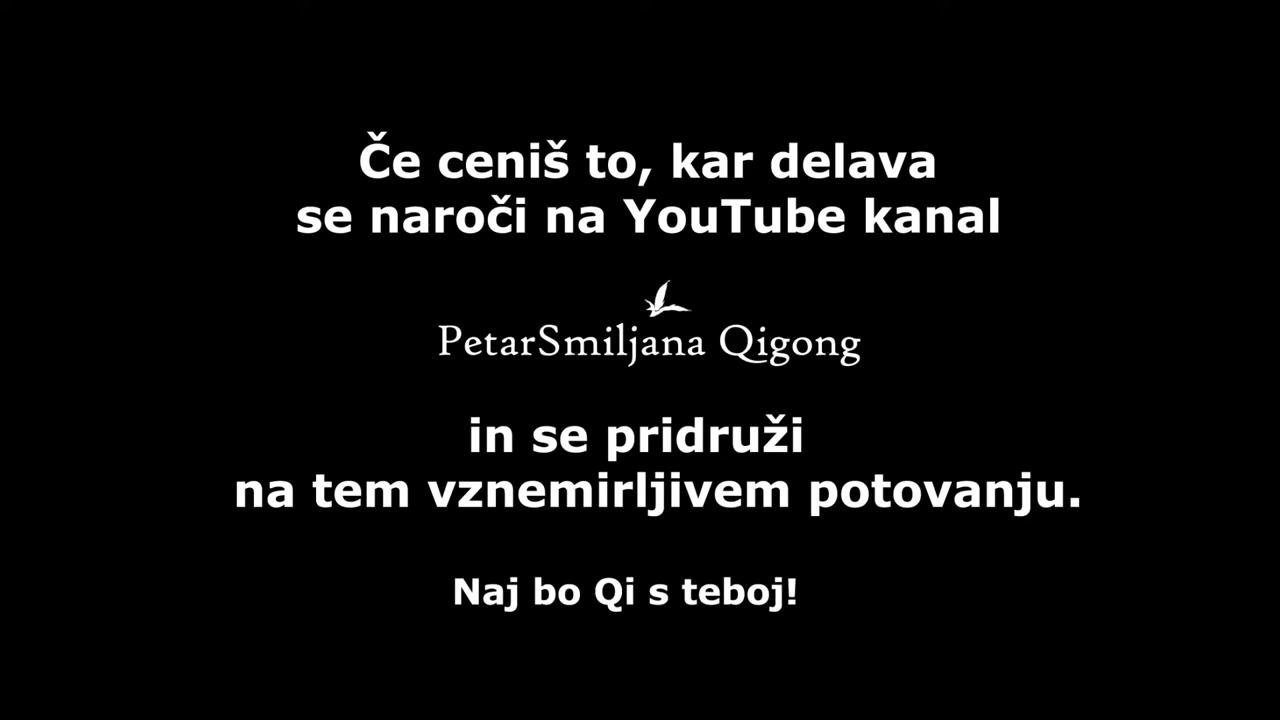 Če ceniš to, kar delava
se naroči na YouTube kanal
PetarSmiljana Qigong
in se pridruži
na tem vznemirljivem potovanju.
Naj bo Qi s teboj!